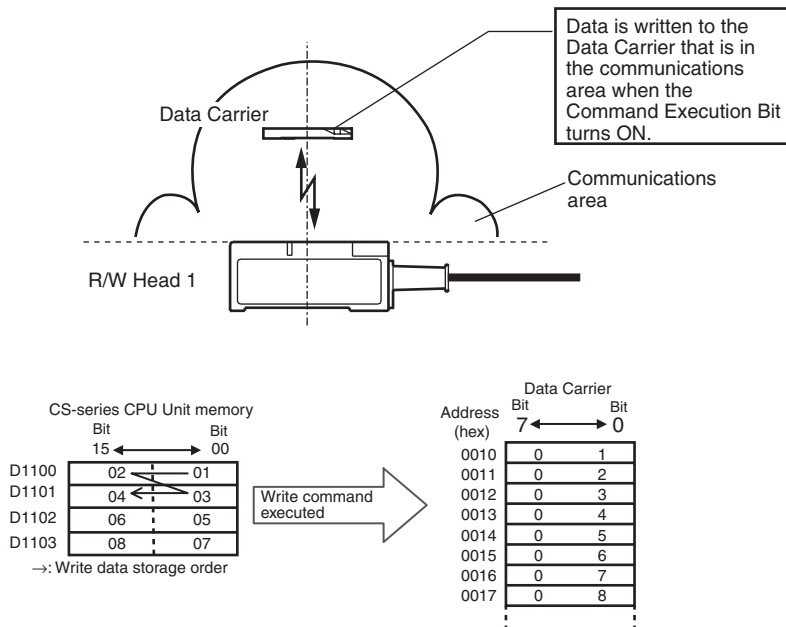 Data is written to the
Data Carrier that is in
the communications
area when the
Command Execution Bit
turns ON.
Data Carrier
Communications
area
R/W Head 1
CS-series CPU Unit memory
Bit Bit
15 00
D1100 02 01
D1101 04 03
D1102 06 05
D1103 08 07
→: Write data storage order
Write command
executed
Data Carrier
Address Bit Bit
(hex) 7 0
0010 0 1
0011 0 2
0012 0 3
0013 0 4
0014 0 5
0015 0 6
0016 0 7
0017 0 8